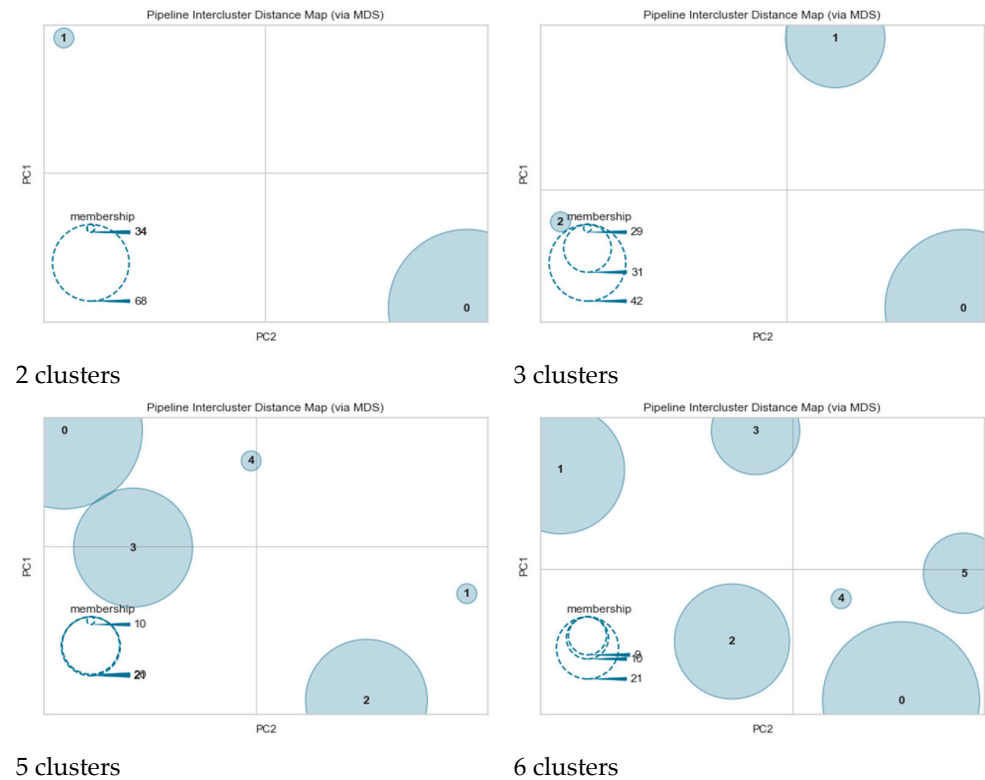 Pipeline Intercluster Distance Map (via MDS)
1
PC1
membership
34
68
0
PC2
2 clusters
Pipeline Intercluster Distance Map (via MDS)
1
PC1
2
membership
29
31
42
0
PC2
3 clusters
Pipeline Intercluster Distance Map (via MDS)
0
4
3
PC1
1
membership
10
2
PC2
5 clusters
Pipeline Intercluster Distance Map (via MDS)
3
1
PC1
5
4
membership
2
9
10
21
0
PC2
6 clusters